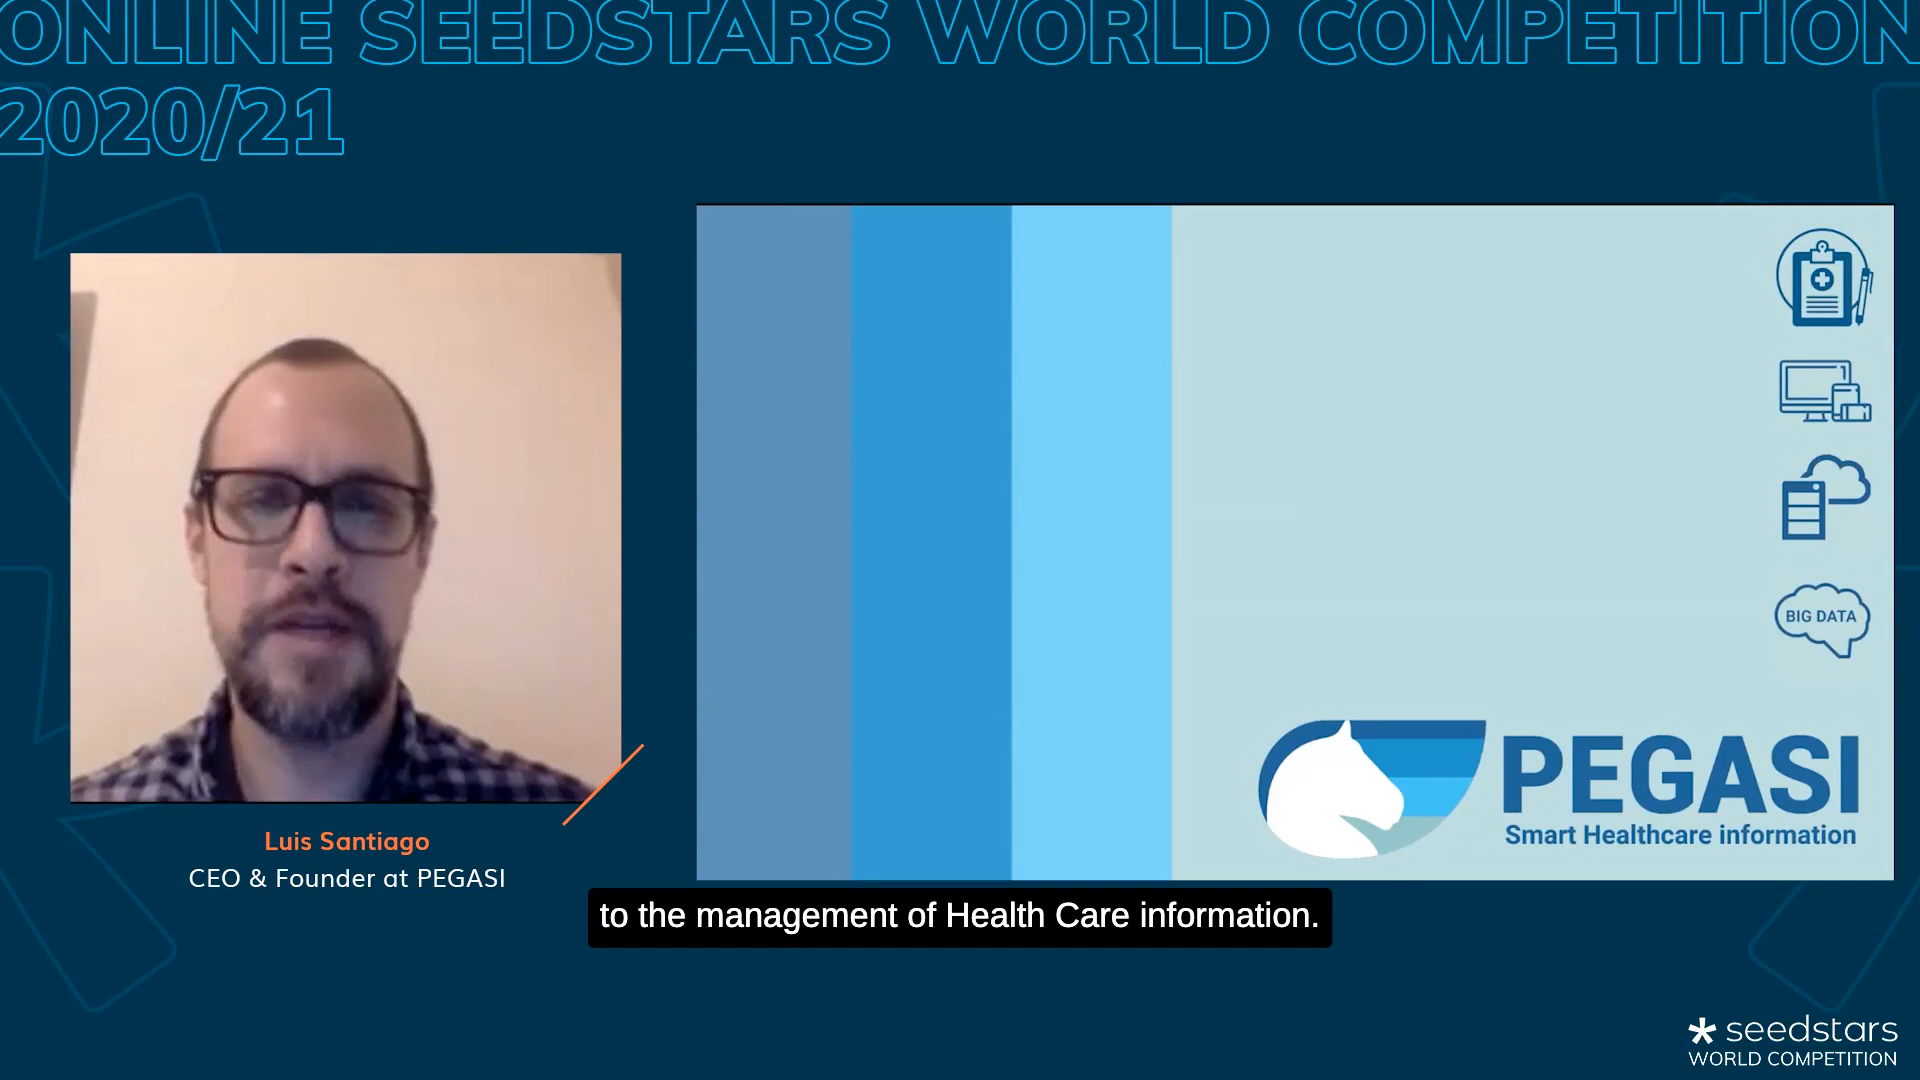 ONLINE SEEDSTARS WORLD COMPETITION
2020/21
BIG DATA
PEGASI
Smart Healthcare information
Luis Santiago
CEO & Founder at PEGASI
to the management of Health Care information.
seedstars
WORLD COMPETITION